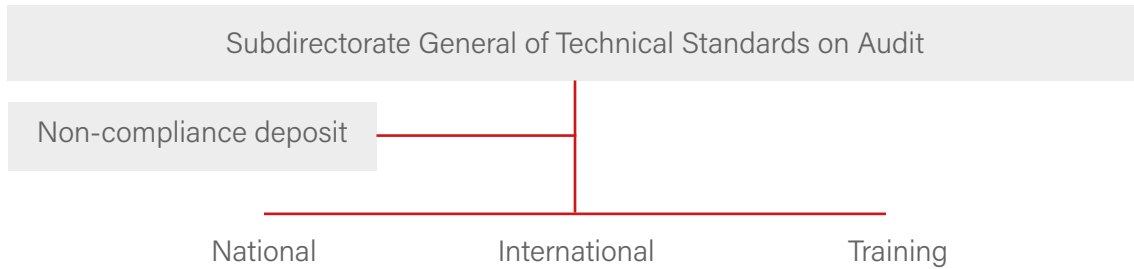 Subdirectorate General of Technical Standards on Audit
Non-compliance deposit
National
International
Training